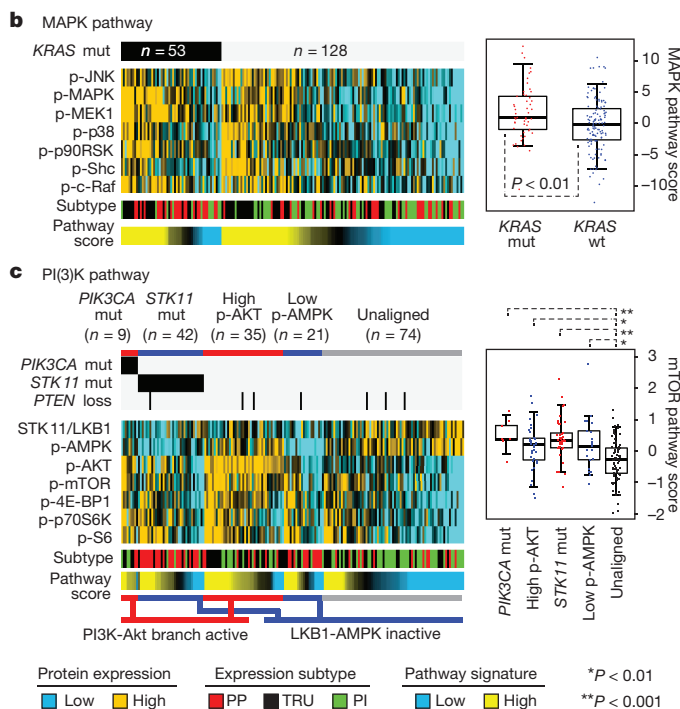 b MAPK pathway
KRAS mut n = 53 n = 128
p-JNK
p-MAPK
p-MEK1
p-p38
p-p90RSK
p-Shc
p-c-Raf
Subtype
Pathway
score
10
5
0
−5
−10
MAPK pathway score
P < 0.01
KRAS
mut
KRAS
wt
c PI(3)K pathway
PIK3CA
mut
(n = 9)
STK11
mut
(n = 42)
High
p-AKT
(n = 35)
Low
p-AMPK
(n = 21)
Unaligned
(n = 74)
PIK3CA mut
STK11 mut
PTEN loss
STK11/LKB1
p-AMPK
p-AKT
p-mTOR
p-4E-BP1
p-p70S6K
p-S6
Subtype
Pathway
score
PI3K-Akt branch active
LKB1-AMPK inactive
**
*
**
*
3
2
1
0
−1
−2
mTOR pathway score
PIK3CA mut
High p-AKT
STK11 mut
Low p-AMPK
Unaligned
Protein expression
Low High
Expression subtype
PP TRU PI
Pathway signature
Low High
*P < 0.01
**P < 0.001